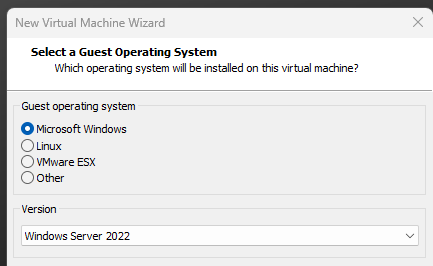 New Virtual Machine Wizard
Select a Guest Operating System
Which operating system will be installed on this virtual machine?
Guest operating system
Microsoft Windows
Linux
VMware ESX
Other
Version
Windows Server 2022